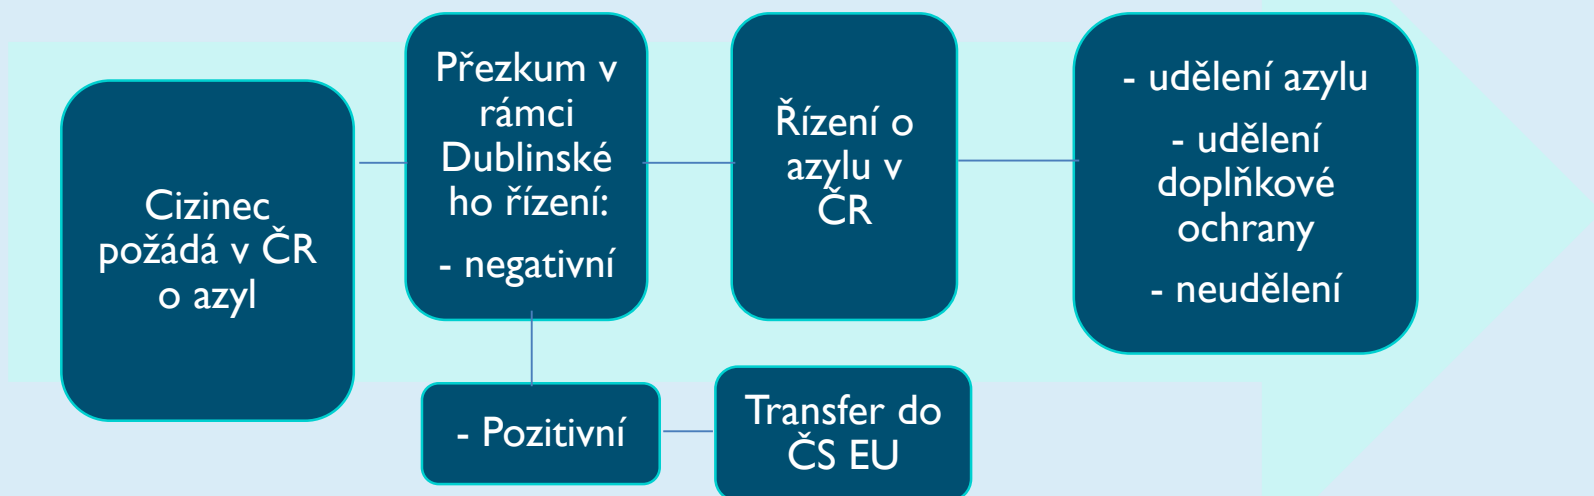 Cizinec
požádá v ČR
o azyl
Přezkum v
rámci
Dublinské
ho řízení:
- negativní
Řízení o
azylu v
ČR
- udělení azylu
- udělení
doplňkové
ochrany
- neudělení
- Pozitivní
Transfer do
ČS EU